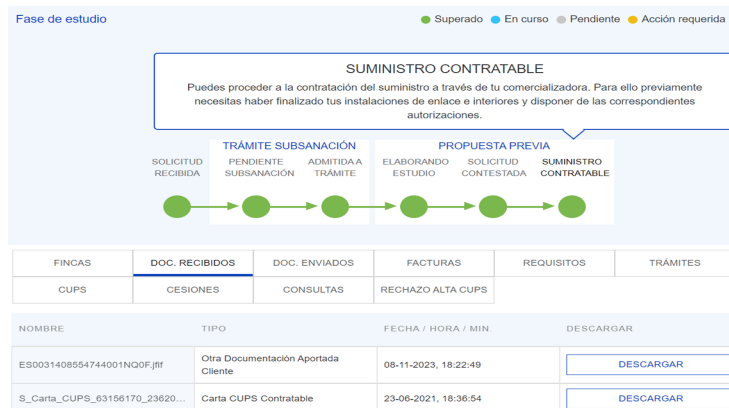 Fase de estudio
Superado En curso Pendiente Acción requerida
SUMINISTRO CONTRATABLE
Puedes proceder a la contratación del suministro a través de tu comercializadora. Para ello previamente
necesitas haber finalizado tus instalaciones de enlace e interiores y disponer de las correspondientes
autorizaciones.
TRÁMITE SUBSANACIÓN PROPUESTA PREVIA
SOLICITUD PENDIENTE ADMITIDA A ELABORANDO SOLICITUD SUMINISTRO
RECIBIDA SUBSANACIÓN TRÁMITE ESTUDIO CONTESTADA CONTRATABLE
FINCAS DOC. RECIBIDOS DOC. ENVIADOS FACTURAS REQUISITOS TRÁMITES
CUPS CESIONES CONSULTAS RECHAZO ALTA CUPS
NOMBRE TIPO FECHA / HORA / MIN. DESCARGAR
ES0031408554744001NQ0F.jfif Otra Documentación Aportada Cliente 08-11-2023, 18:22:49 DESCARGAR
S_Carta_CUPS_63156170_23620... Carta CUPS Contratable 23-06-2021, 18:36:54 DESCARGAR